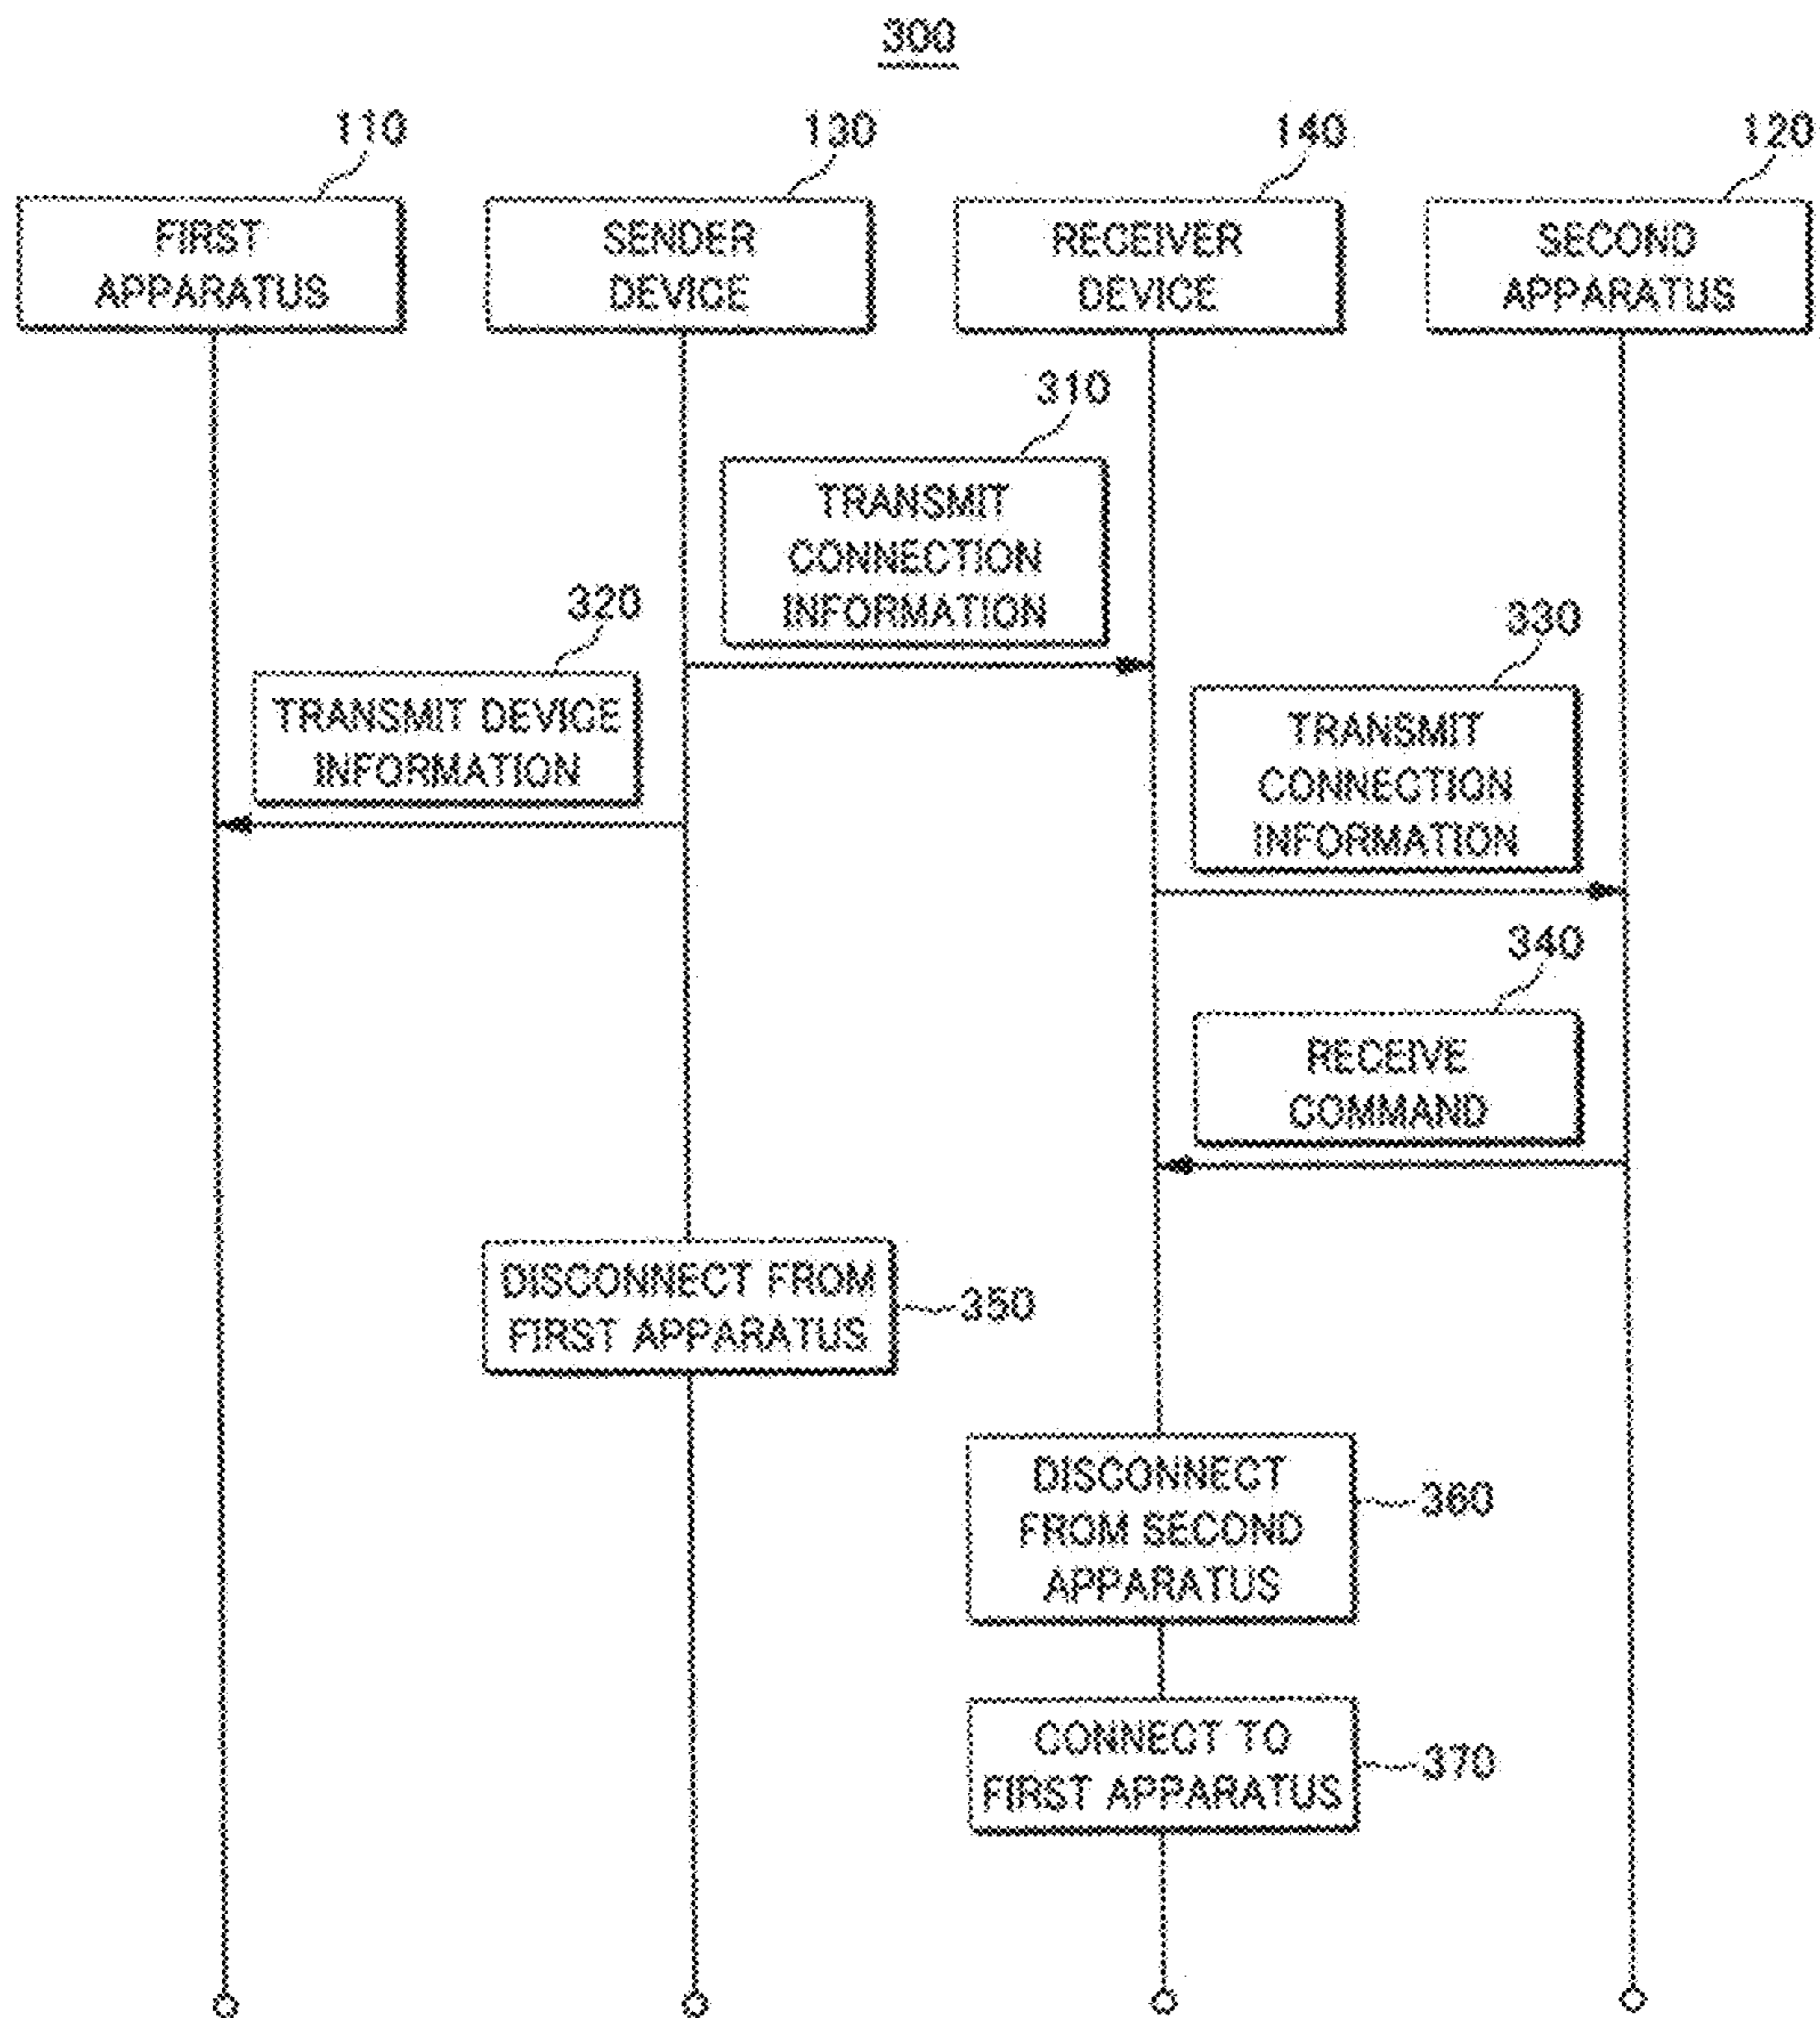 300
110
130
140
120
FIRST
APPARATUS
SENDER
DEVICE
RECEIVER
DEVICE
SECOND
APPARATUS
310
TRANSMIT
CONNECTION
INFORMATION
320
TRANSMIT DEVICE
INFORMATION
330
TRANSMIT
CONNECTION
INFORMATION
340
RECEIVE
COMMAND
DISCONNECT FROM
FIRST APPARATUS
350
DISCONNECT
FROM SECOND
APPARATUS
360
CONNECT TO
FIRST APPARATUS
370